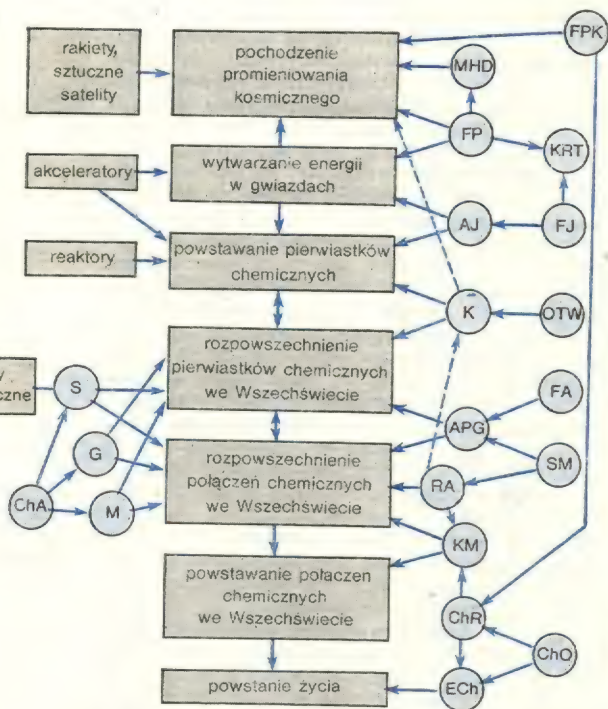 rakiety,
sztuczne
satelity
pochodzenie
promieniowania
kosmicznego
FPK
MHD
FP
KRT
akceleratory
wytwarzanie energii
w gwiazdach
AJ
FJ
reaktory
powstawanie pierwiastków
chemicznych
K
OTW
rozpowszechnienie
pierwiastków chemicznych
we Wszechświecie
S
FA
APG
G
rozpowszechnienie
połączeń chemicznych
we Wszechświecie
RA
SM
ChA
M
KM
powstawanie połaczen
chemicznych
we Wszechświecie
ChR
ChO
powstanie życia
ECh